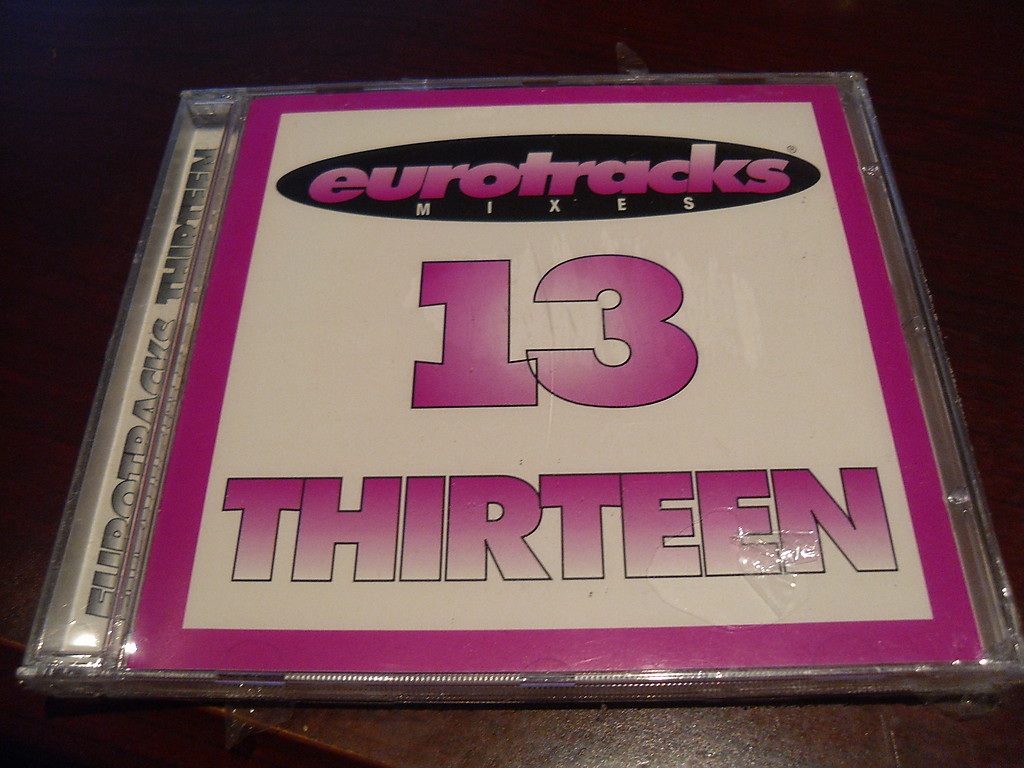 eurotracks®
MIXES
13
THIRTEEN
EUROTRACKS THIRTEEN